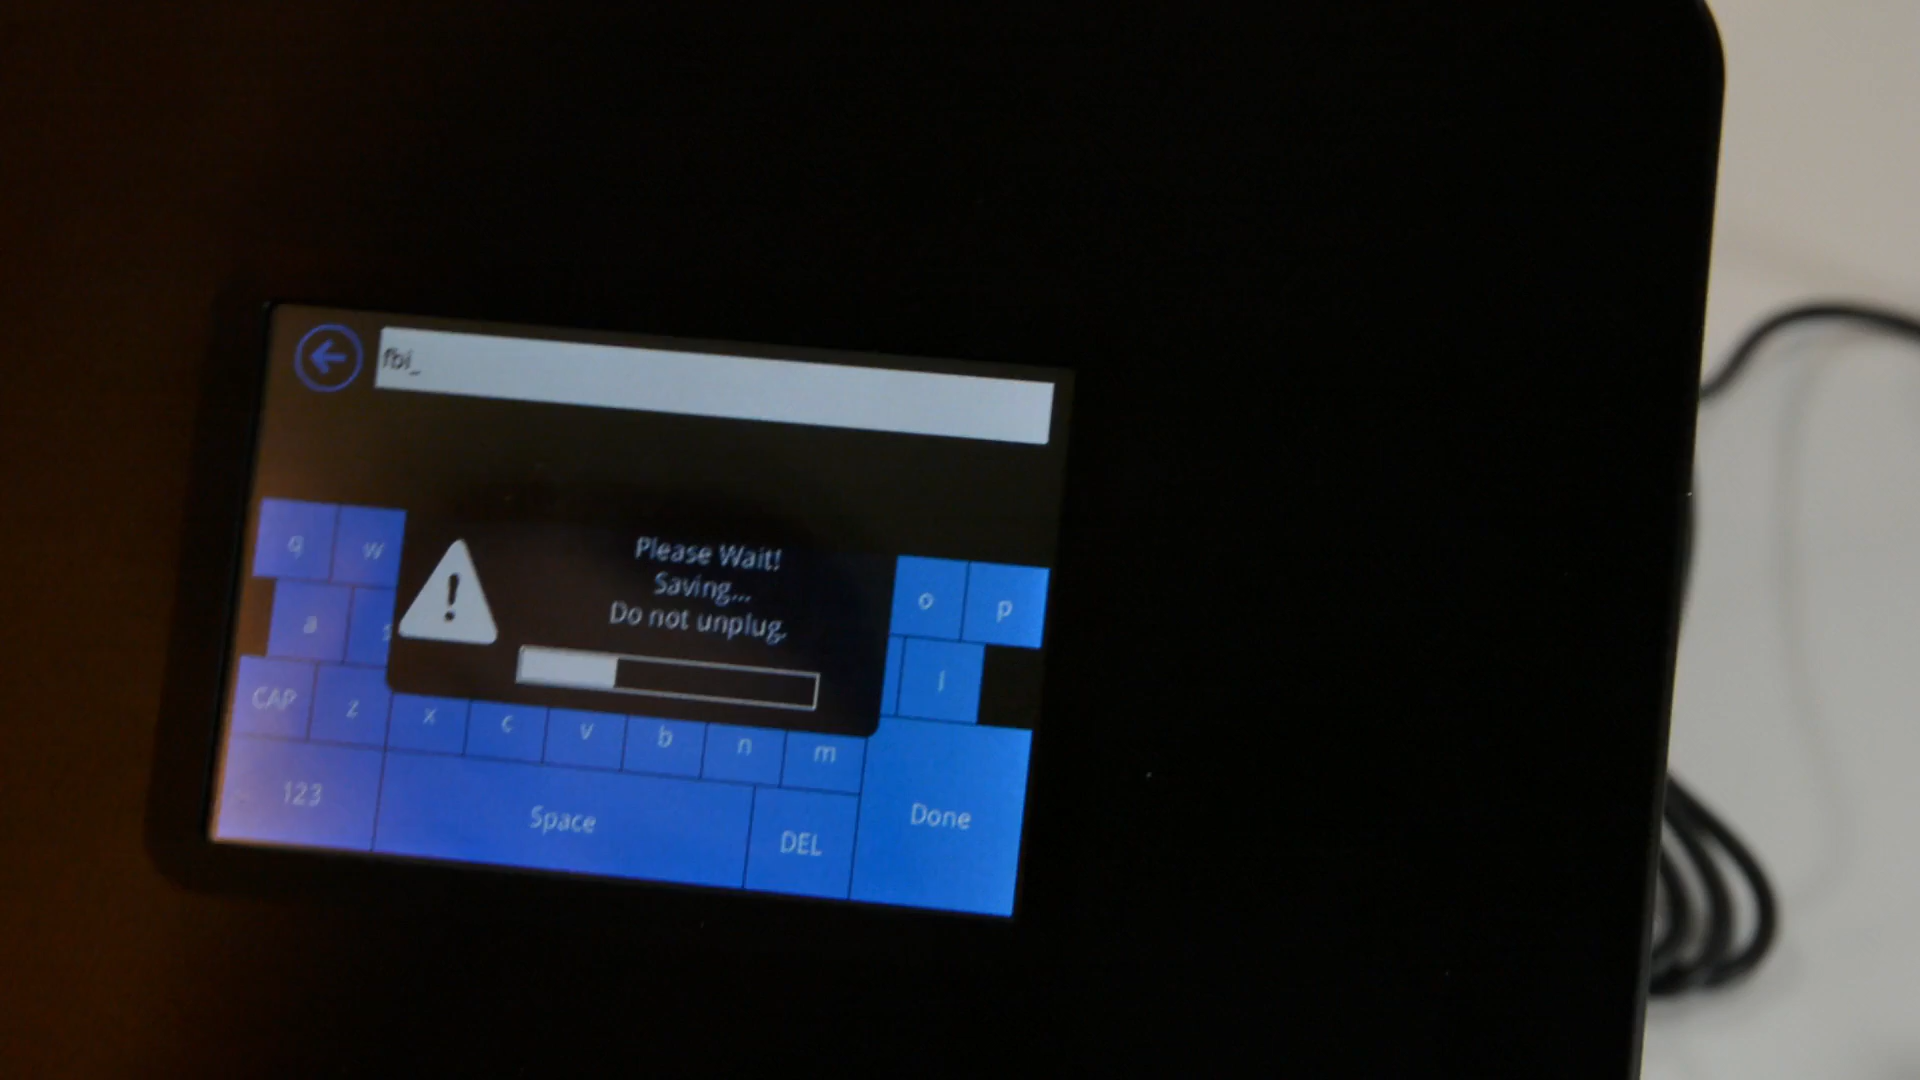 fbi_
Please Wait!
Saving...
Do not unplug.
q w o p
a s l
CAP z x c v b n m
123 Space DEL Done